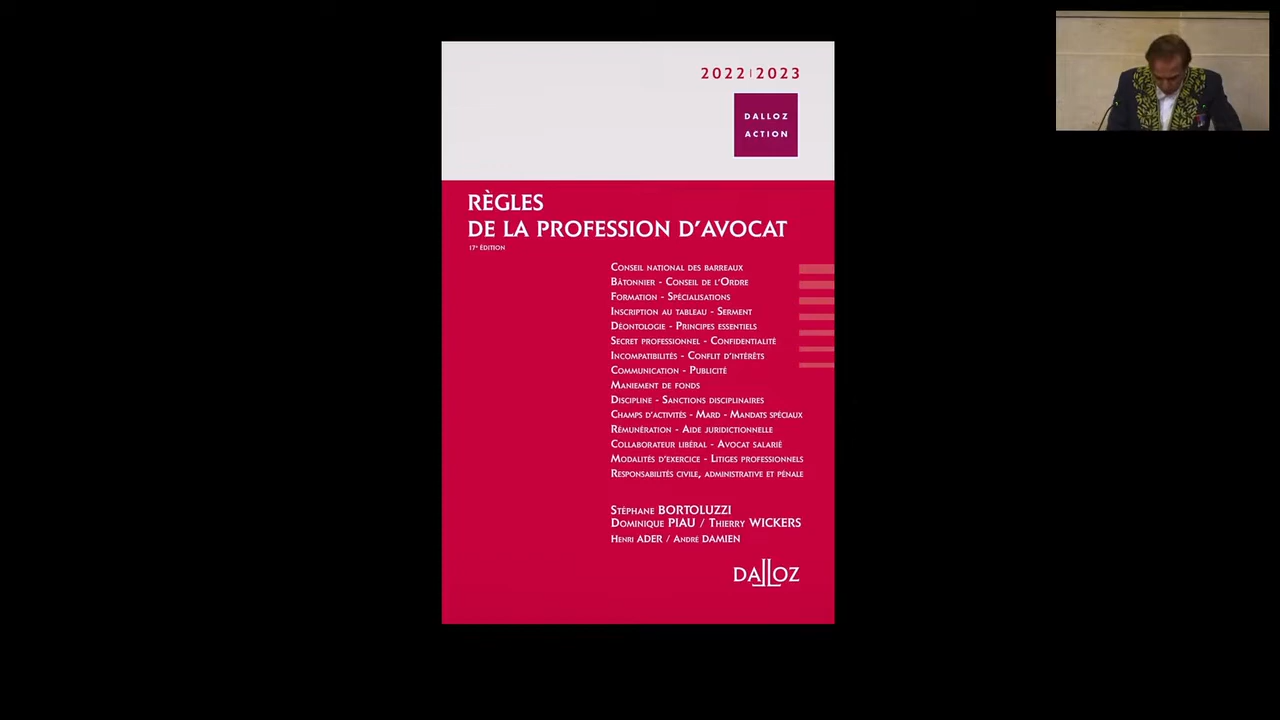 2022 | 2023
DALLOZ
ACTION
RÈGLES
DE LA PROFESSION D'AVOCAT
17e ÉDITION
CONSEIL NATIONAL DES BARREAUX
BÂTONNIER - CONSEIL DE L'ORDRE
FORMATION - SPÉCIALISATIONS
INSCRIPTION AU TABLEAU - SERMENT
DÉONTOLOGIE - PRINCIPES ESSENTIELS
SECRET PROFESSIONNEL - CONFIDENTIALITÉ
INCOMPATIBILITÉS - CONFLIT D'INTÉRÊTS
COMMUNICATION - PUBLICITÉ
MANIEMENT DE FONDS
DISCIPLINE - SANCTIONS DISCIPLINAIRES
CHAMPS D'ACTIVITÉS - MARD - MANDATS SPÉCIAUX
RÉMUNÉRATION - AIDE JURIDICTIONNELLE
COLLABORATEUR LIBÉRAL - AVOCAT SALARIÉ
MODALITÉS D'EXERCICE - LITIGES PROFESSIONNELS
RESPONSABILITÉS CIVILE, ADMINISTRATIVE ET PÉNALE
STÉPHANE BORTOLUZZI
DOMINIQUE PIAU / THIERRY WICKERS
HENRI ADER / ANDRÉ DAMIEN
DALLOZ